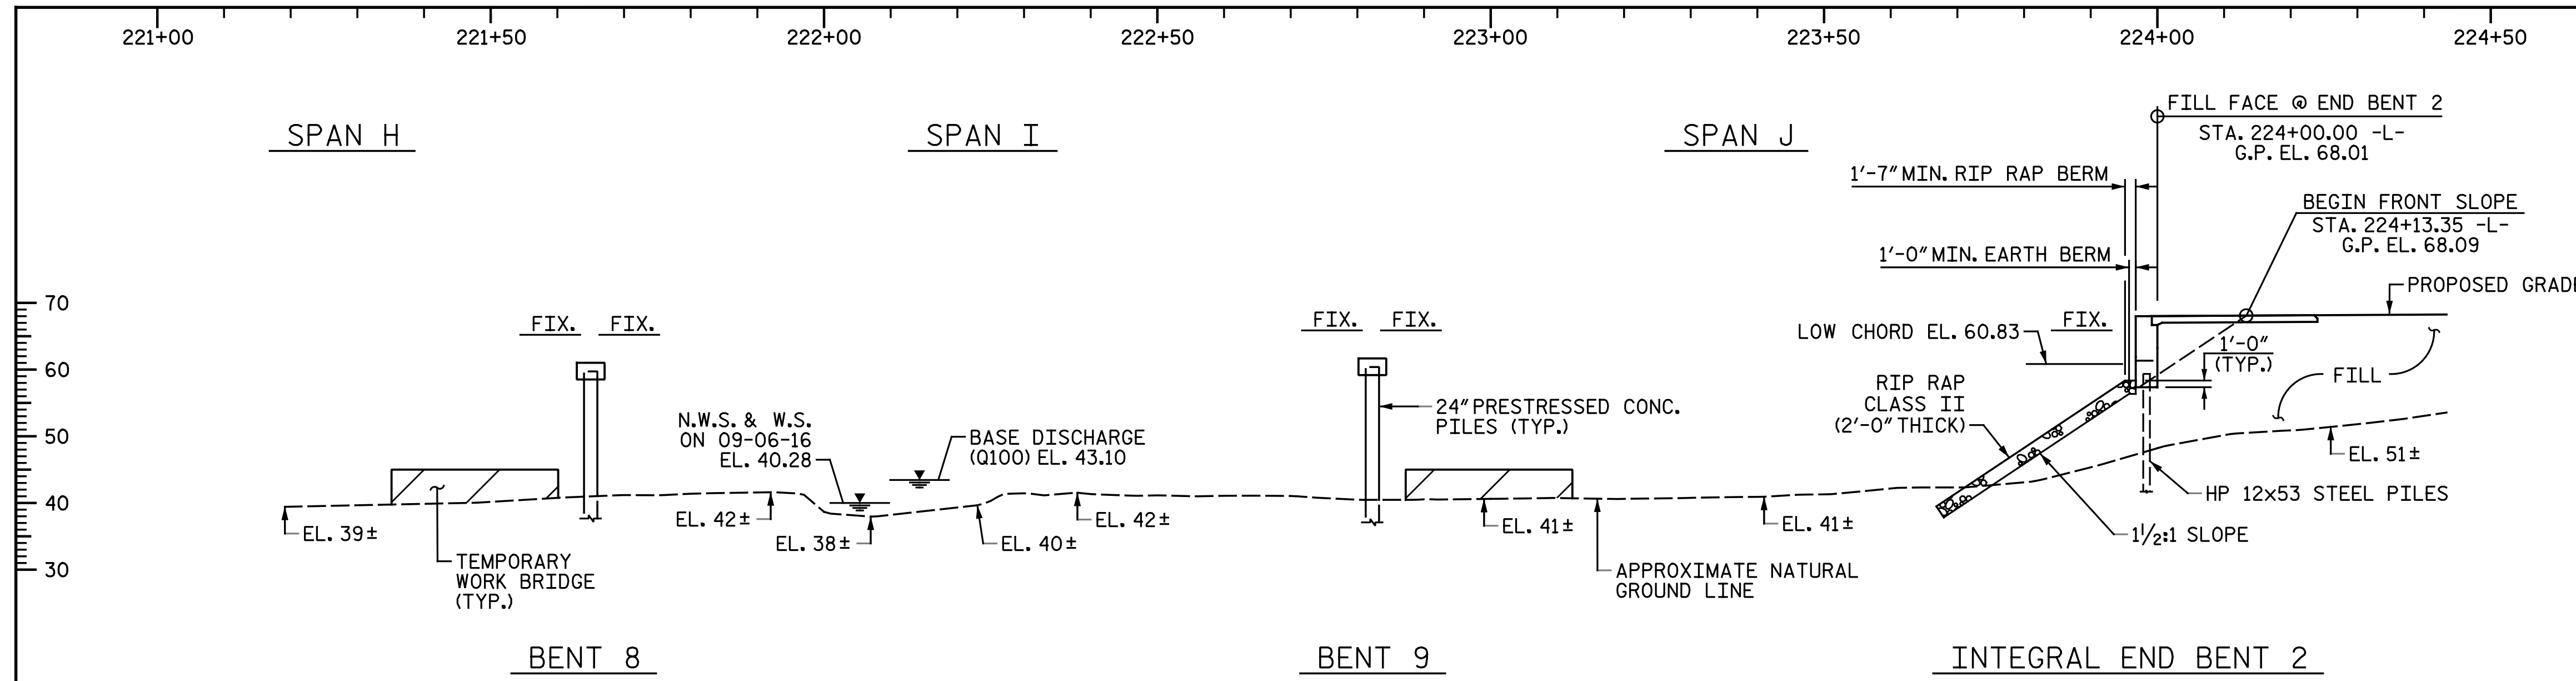 221+00
221+50
222+00
222+50
223+00
223+50
224+00
224+50
SPAN H
SPAN I
SPAN J
FILL FACE @ END BENT 2
STA. 224+00.00 -L-
G.P. EL. 68.01
1'-7" MIN. RIP RAP BERM
BEGIN FRONT SLOPE
STA. 224+13.35 -L-
G.P. EL. 68.09
1'-0" MIN. EARTH BERM
PROPOSED GRADE
70
60
50
40
30
FIX.
FIX.
FIX.
FIX.
FIX.
LOW CHORD EL. 60.83
1'-0"
(TYP.)
FILL
RIP RAP
CLASS II
(2'-0" THICK)
24" PRESTRESSED CONC.
PILES (TYP.)
N.W.S. & W.S.
ON 09-06-16
EL. 40.28
BASE DISCHARGE
(Q100) EL. 43.10
EL. 51±
HP 12x53 STEEL PILES
1½:1 SLOPE
EL. 39±
EL. 42±
EL. 38±
EL. 40±
EL. 42±
EL. 41±
EL. 41±
TEMPORARY
WORK BRIDGE
(TYP.)
APPROXIMATE NATURAL
GROUND LINE
BENT 8
BENT 9
INTEGRAL END BENT 2